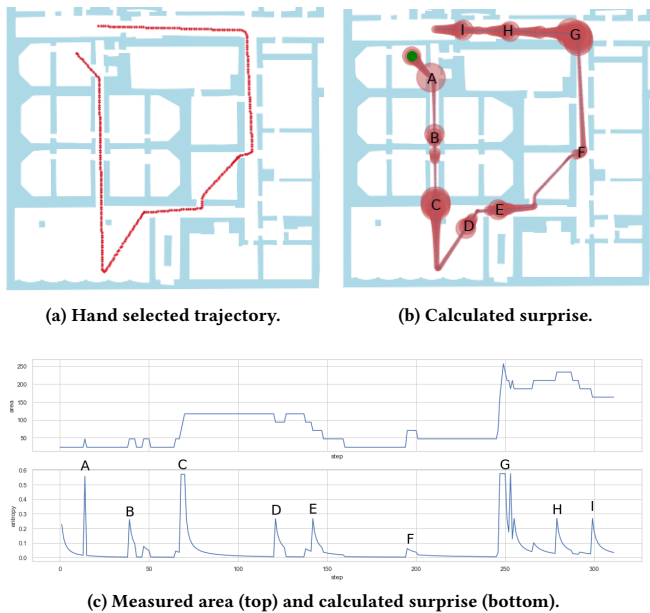 I H G
A
B
F
C
E
D
(a) Hand selected trajectory. (b) Calculated surprise.
250
200
150
100
50
area
step
0.6
0.5
0.4
0.3
0.2
0.1
0.0
entropy
A B C D E F G H I
0 50 100 150 200 250 300
step
(c) Measured area (top) and calculated surprise (bottom).